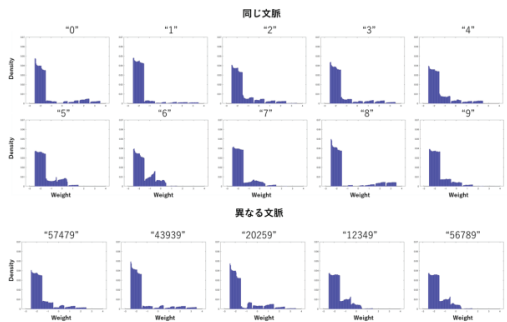 同じ文脈
“0” “1” “2” “3” “4”
Density
“5” “6” “7” “8” “9”
Density
Weight Weight Weight Weight Weight
異なる文脈
“57479” “43939” “20259” “12349” “56789”
Density
Weight Weight Weight Weight Weight